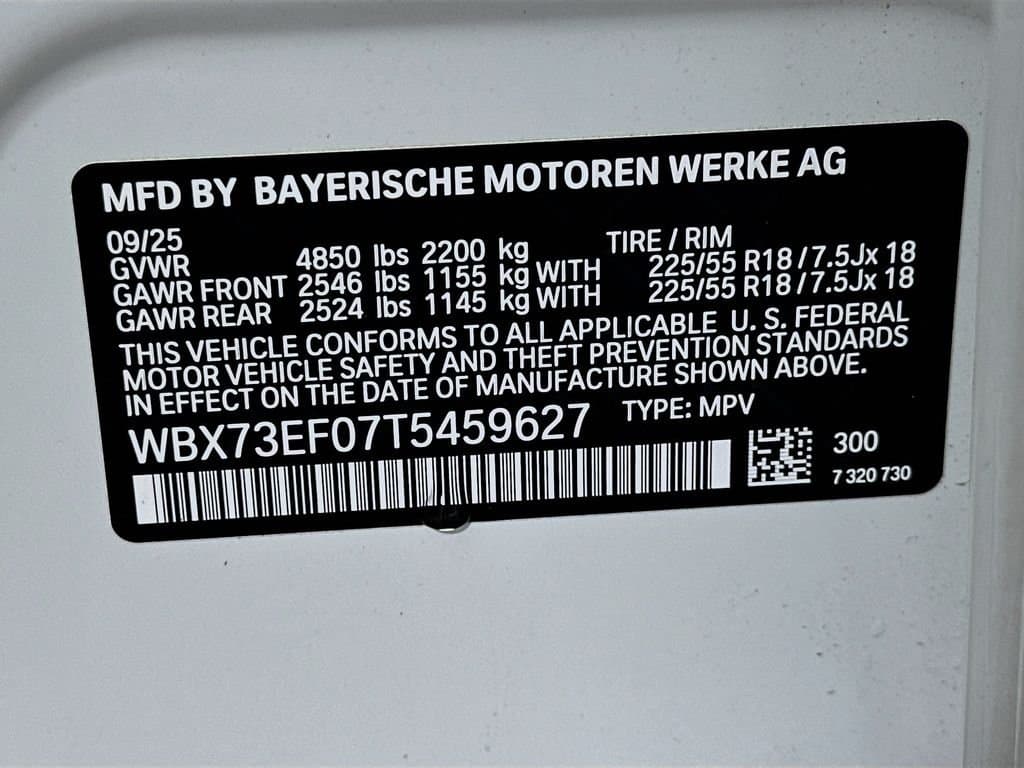 MFD BY BAYERISCHE MOTOREN WERKE AG
09/25 TIRE / RIM
GVWR 4850 lbs 2200 kg
GAWR FRONT 2546 lbs 1155 kg WITH 225/55 R18 / 7.5Jx 18
GAWR REAR 2524 lbs 1145 kg WITH 225/55 R18 / 7.5Jx 18
THIS VEHICLE CONFORMS TO ALL APPLICABLE U. S. FEDERAL
MOTOR VEHICLE SAFETY AND THEFT PREVENTION STANDARDS
IN EFFECT ON THE DATE OF MANUFACTURE SHOWN ABOVE.
WBX73EF07T5459627 TYPE: MPV
300
7 320 730